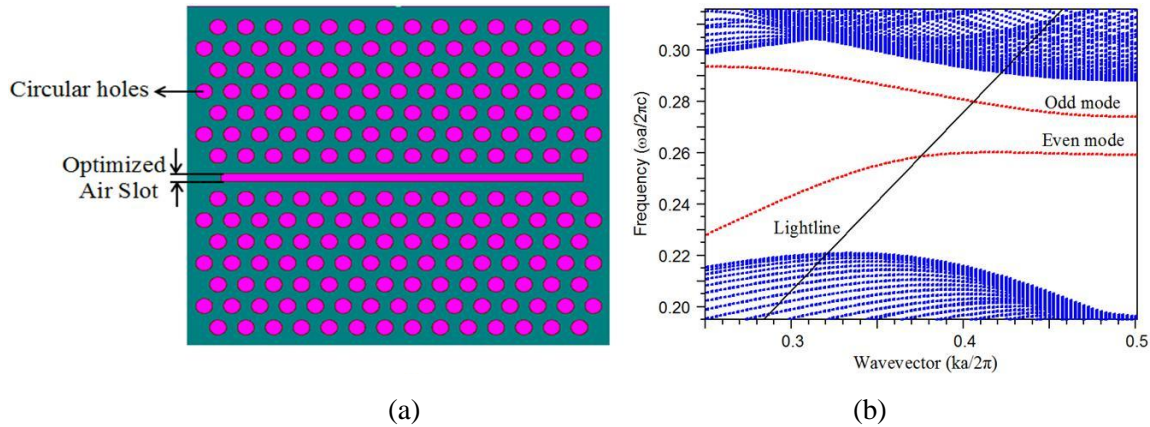 Circular holes
Optimized
Air Slot
(a)
Frequency (ωa/2πc)
0.30
0.28
0.26
0.24
0.22
0.20
Odd mode
Even mode
Lightline
0.3
0.4
0.5
Wavevector (ka/2π)
(b)